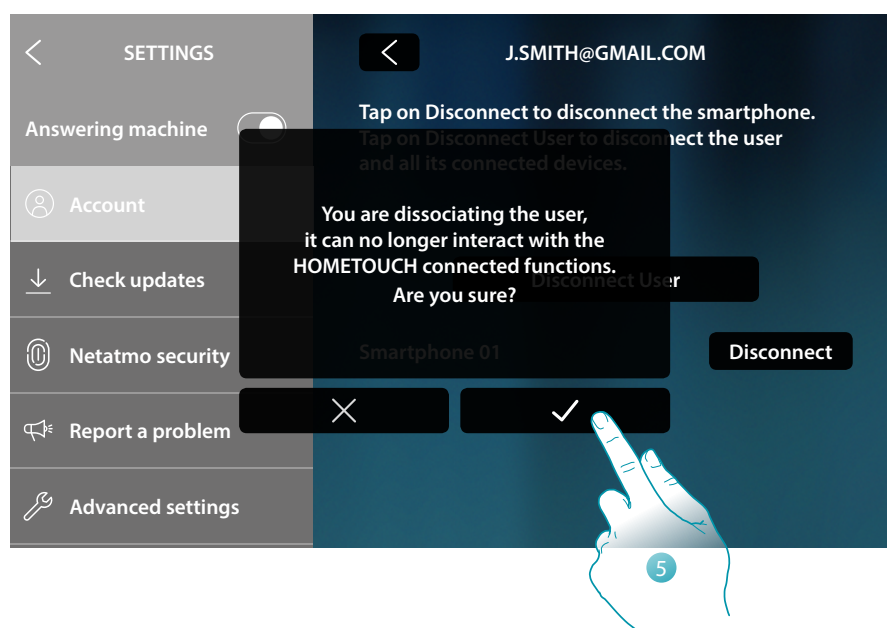 SETTINGS
J.SMITH@GMAIL.COM
Answering machine
Tap on Disconnect to disconnect the smartphone.
Tap on Disconnect User to disconnect the user
and all its connected devices.
Account
You are dissociating the user,
it can no longer interact with the
HOMETOUCH connected functions.
Are you sure?
Check updates
Disconnect User
Netatmo security
Smartphone 01
Disconnect
Report a problem
Advanced settings
5